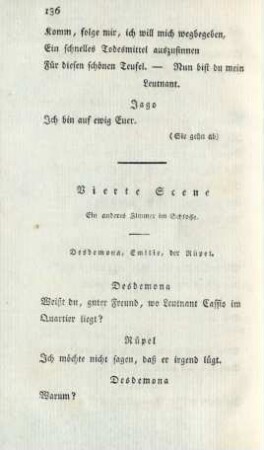 136
Komm, folge mir, ich will mich wegbegeben,
Ein schnelles Todesmittel auszusinnen
Für diesen schönen Teufel. — Nun bist du mein
Leutnant.
Jago
Ich bin auf ewig Euer.
(Sie gehn ab)
Vierte Scene
Ein anderes Zimmer im Schlosse.
Desdemona, Emilie, der Rüpel.
Desdemona
Weißt du, guter Freund, wo Leutnant Cassio im
Quartier liegt?
Rüpel
Ich möchte nicht sagen, daß er irgend lügt.
Desdemona
Warum?